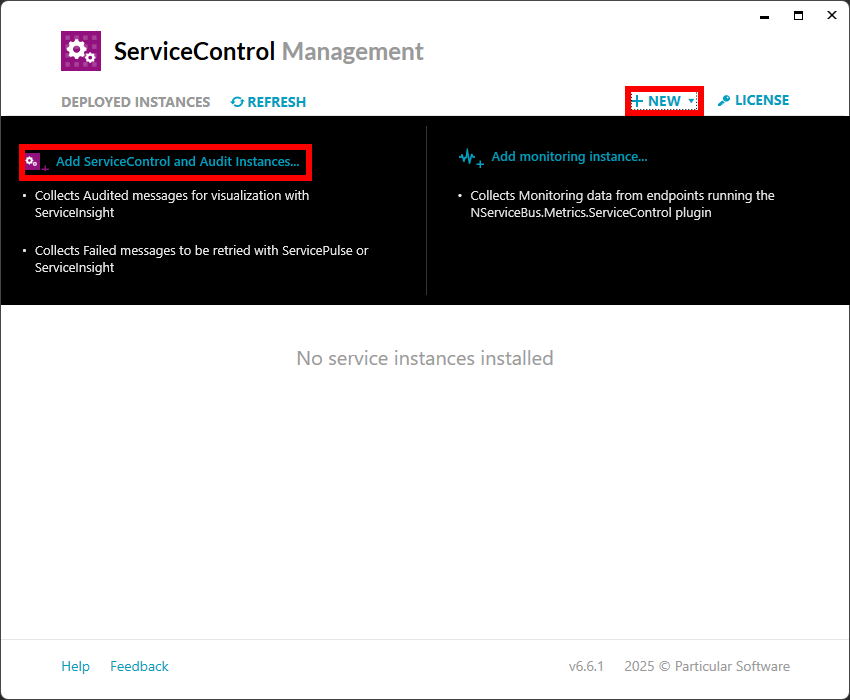 ServiceControl Management
DEPLOYED INSTANCES REFRESH NEW LICENSE
Add ServiceControl and Audit Instances...
• Collects Audited messages for visualization with
ServiceInsight
• Collects Failed messages to be retried with ServicePulse or
ServiceInsight
Add monitoring instance...
• Collects Monitoring data from endpoints running the
NServiceBus.Metrics.ServiceControl plugin
No service instances installed
Help Feedback v6.6.1 2025 © Particular Software